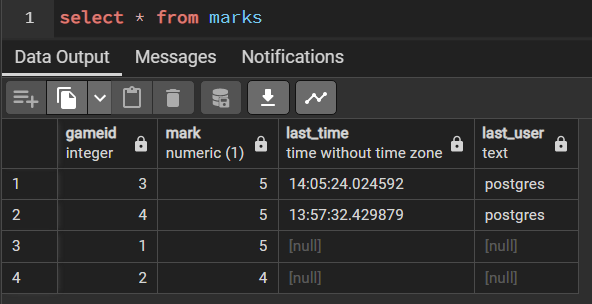 1 select * from marks
Data Output Messages Notifications
gameid mark last_time last_user
integer numeric (1) time without time zone text
1 3 5 14:05:24.024592 postgres
2 4 5 13:57:32.429879 postgres
3 1 5 [null] [null]
4 2 4 [null] [null]